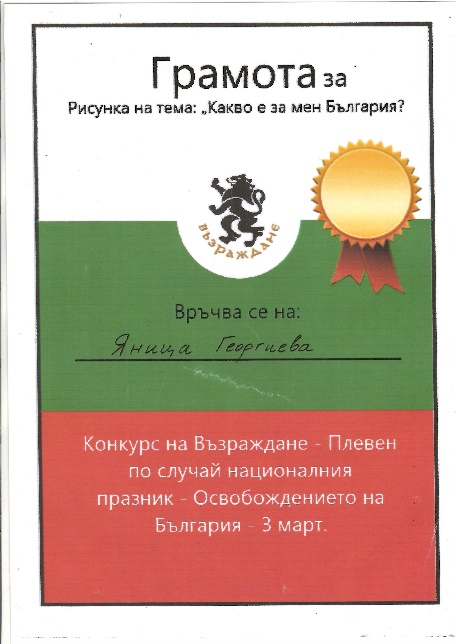 Грамота за
Рисунка на тема: „Какво е за мен България?
възраждане
Връчва се на:
Яница Георгиева
Конкурс на Възраждане - Плевен
по случай националния
празник - Освобождението на
България - 3 март.